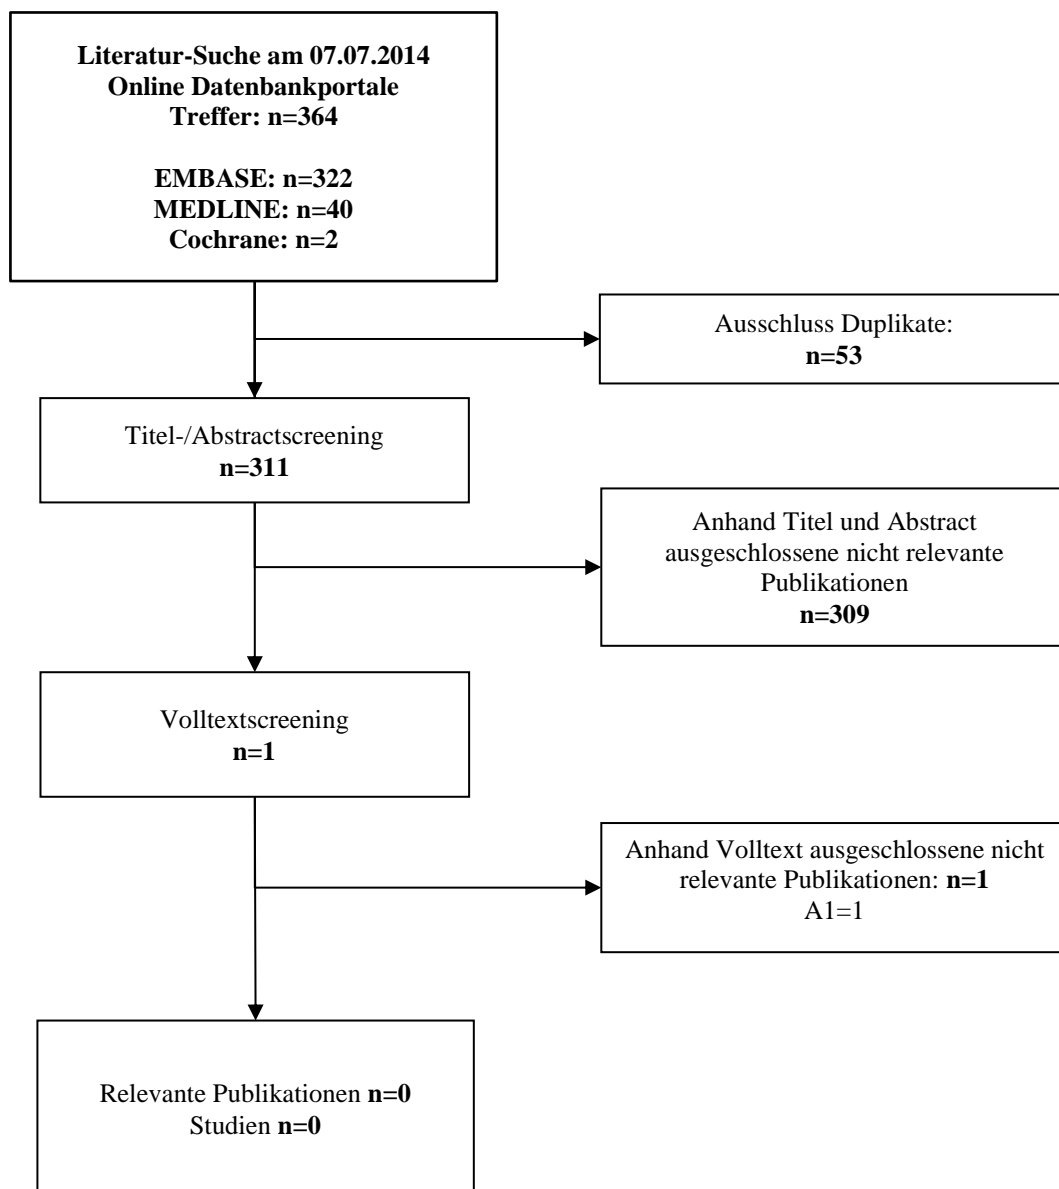 Literatur-Suche am 07.07.2014
Online Datenbankportale
Treffer: n=364
EMBASE: n=322
MEDLINE: n=40
Cochrane: n=2
Ausschluss Duplikate:
n=53
Titel-/Abstractscreening
n=311
Anhand Titel und Abstract
ausgeschlossene nicht relevante
Publikationen
n=309
Volltextscreening
n=1
Anhand Volltext ausgeschlossene nicht
relevante Publikationen: n=1
A1=1
Relevante Publikationen n=0
Studien n=0